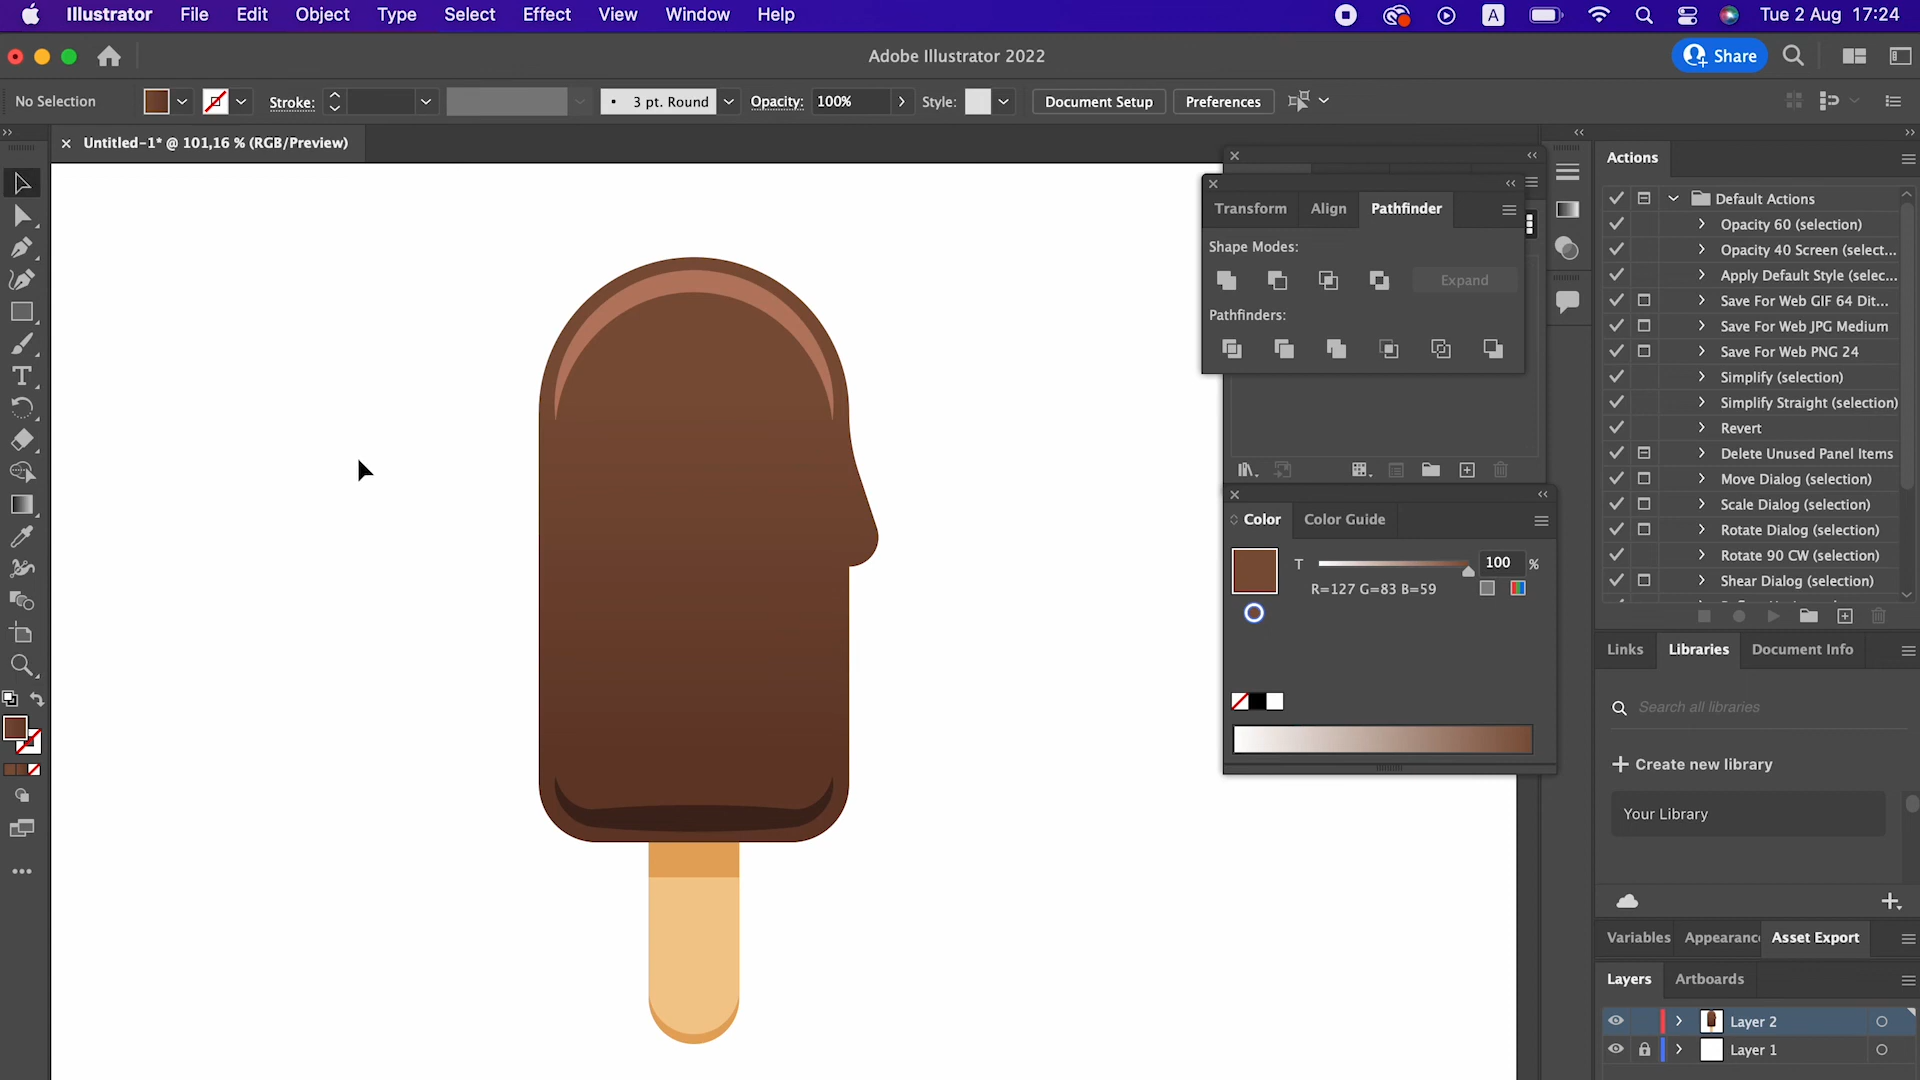 Illustrator File Edit Object Type Select Effect View Window Help A Tue 2 Aug 17:24
Adobe Illustrator 2022 Share
No Selection Stroke: 3 pt. Round Opacity: 100% Style: Document Setup Preferences
Untitled-1* @ 101,16 % (RGB/Preview)
Actions
Default Actions
Opacity 60 (selection)
Opacity 40 Screen (select...
Apply Default Style (selec...
Save For Web GIF 64 Dit...
Save For Web JPG Medium
Save For Web PNG 24
Simplify (selection)
Simplify Straight (selection)
Revert
Delete Unused Panel Items
Move Dialog (selection)
Scale Dialog (selection)
Rotate Dialog (selection)
Rotate 90 CW (selection)
Shear Dialog (selection)
Transform Align Pathfinder
Shape Modes:
Expand
Pathfinders:
Color Color Guide
T 100 %
R=127 G=83 B=59
Links Libraries Document Info
Search all libraries
Create new library
Your Library
Variables Appearanc Asset Export
Layers Artboards
Layer 2
Layer 1